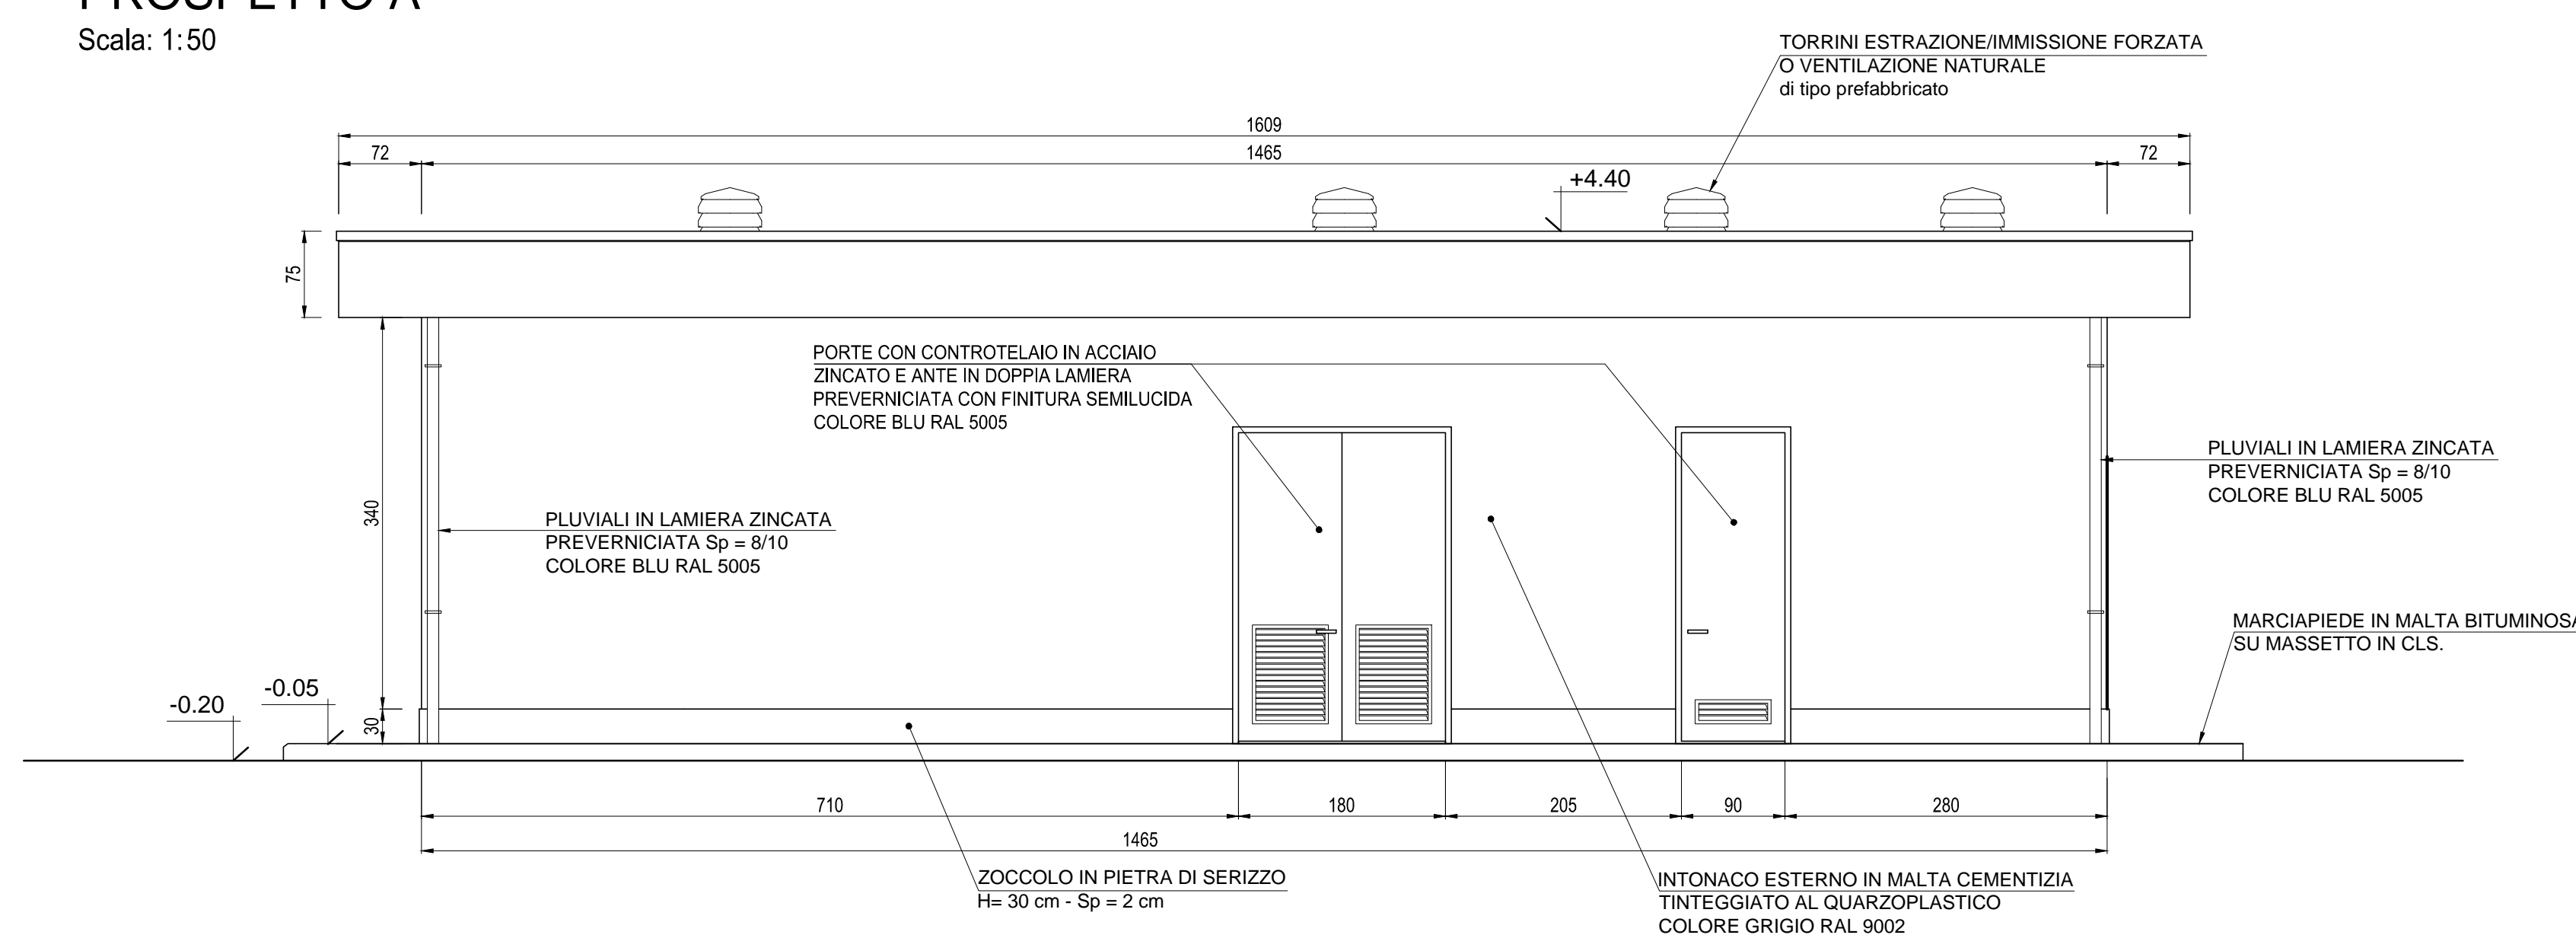 PROSPETTO A
Scala: 1:50
TORRINI ESTRAZIONE/IMMISSIONE FORZATA
O VENTILAZIONE NATURALE
di tipo prefabbricato
1609
72
1465
72
+4.40
75
PORTE CON CONTROTELAIO IN ACCIAIO
ZINCATO E ANTE IN DOPPIA LAMIERA
PREVERNICIATA CON FINITURA SEMILUCIDA
COLORE BLU RAL 5005
PLUVIALI IN LAMIERA ZINCATA
PREVERNICIATA Sp = 8/10
COLORE BLU RAL 5005
340
PLUVIALI IN LAMIERA ZINCATA
PREVERNICIATA Sp = 8/10
COLORE BLU RAL 5005
MARCIAPIEDE IN MALTA BITUMINOSA
SU MASSETTO IN CLS.
-0.20
-0.05
30
710
180
205
90
280
1465
ZOCCOLO IN PIETRA DI SERIZZO
H= 30 cm - Sp = 2 cm
INTONACO ESTERNO IN MALTA CEMENTIZIA
TINTEGGIATO AL QUARZOPLASTICO
COLORE GRIGIO RAL 9002